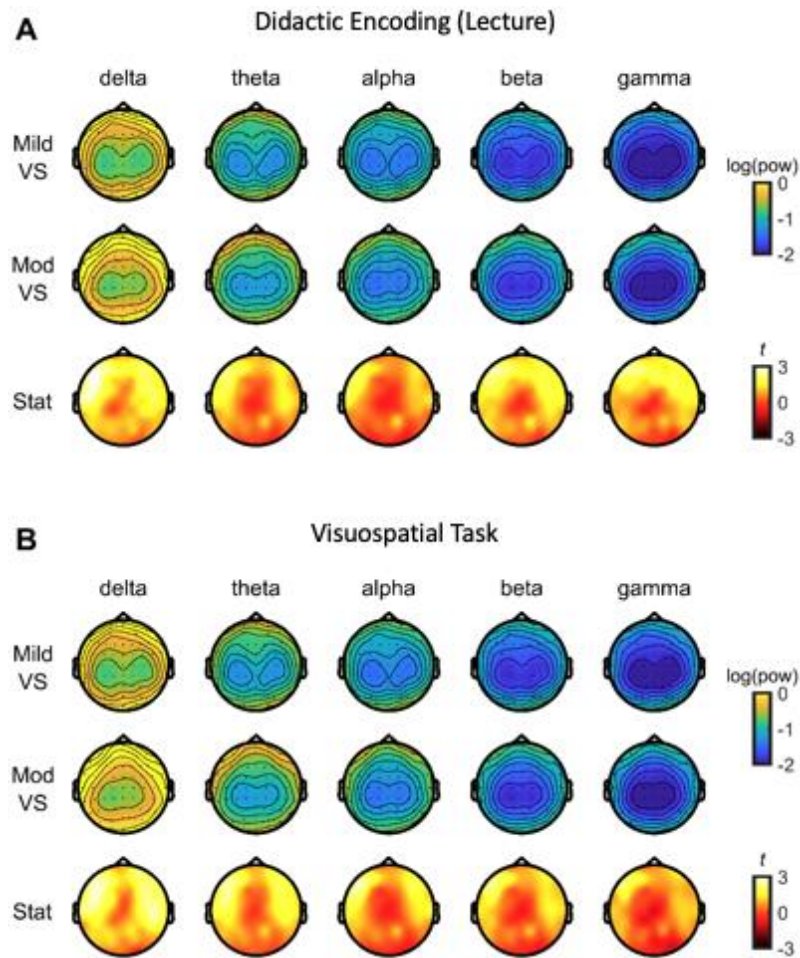 A
Didactic Encoding (Lecture)
delta theta alpha beta gamma
Mild
VS
log(pow)
0
-1
-2
Mod
VS
Stat
t
3
0
-3
B
Visuospatial Task
delta theta alpha beta gamma
Mild
VS
log(pow)
0
-1
-2
Mod
VS
Stat
t
3
0
-3